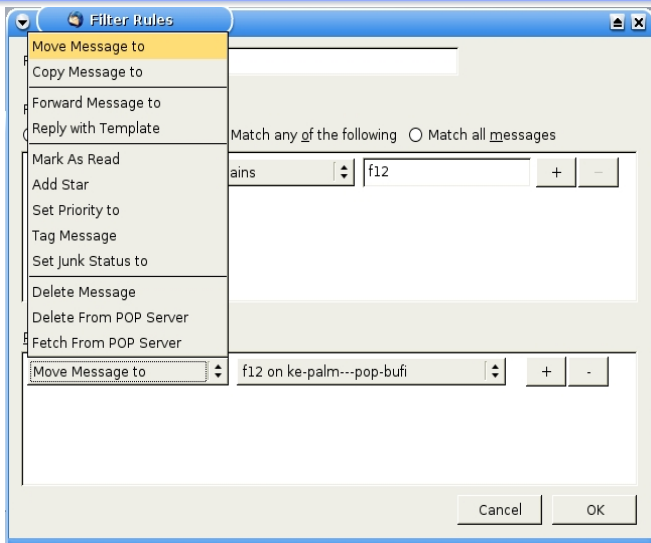 Filter Rules
Move Message to
Copy Message to
Forward Message to
Reply with Template
Match any of the following Match all messages
Mark As Read
ains f12 + -
Add Star
Set Priority to
Tag Message
Set Junk Status to
Delete Message
Delete From POP Server
Fetch From POP Server
Move Message to f12 on ke-palm---pop-bufi + -
Cancel OK